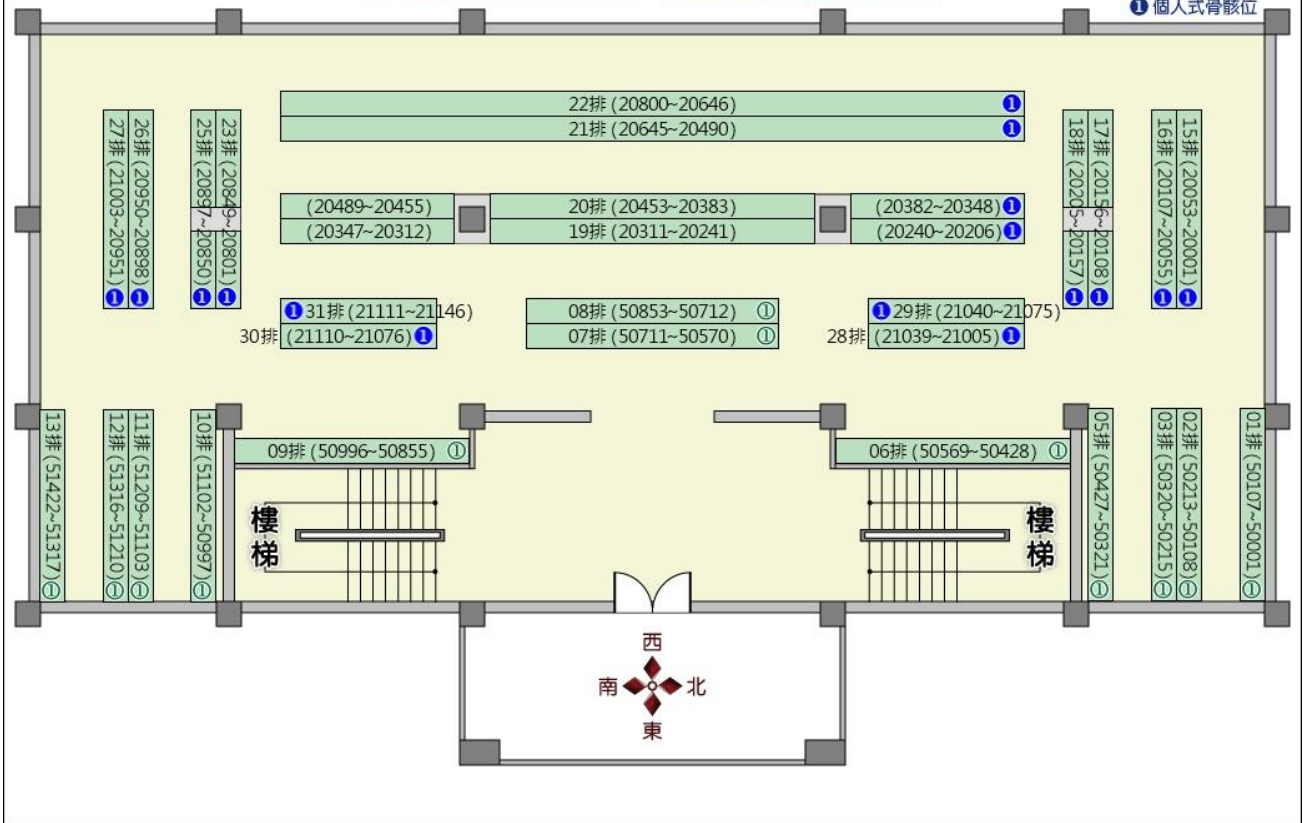 ❶ 個人式骨骸位
22排 (20800~20646) ❶
21排 (20645~20490) ❶
27排 (21003~20951) ❶
26排 (20950~20898) ❶
25排 (20897~20850) ❶
23排 (20849~20801) ❶
18排 (20205~20157) ❶
17排 (20156~20108) ❶
16排 (20107~20055) ❶
15排 (20053~20001) ❶
(20489~20455)
20排 (20453~20383)
(20382~20348) ❶
(20347~20312)
19排 (20311~20241)
(20240~20206) ❶
❶ 31排 (21111~21146)
30排 (21110~21076) ❶
08排 (50853~50712) ①
07排 (50711~50570) ①
❶ 29排 (21040~21075)
28排 (21039~21005) ❶
13排 (51422~51317) ①
12排 (51316~51210) ①
11排 (51209~51103) ①
10排 (51102~50997) ①
09排 (50996~50855) ①
06排 (50569~50428) ①
05排 (50427~50321) ①
03排 (50320~50215) ①
02排 (50213~50108) ①
01排 (50107~50001) ①
樓梯
樓梯
西
南
北
東